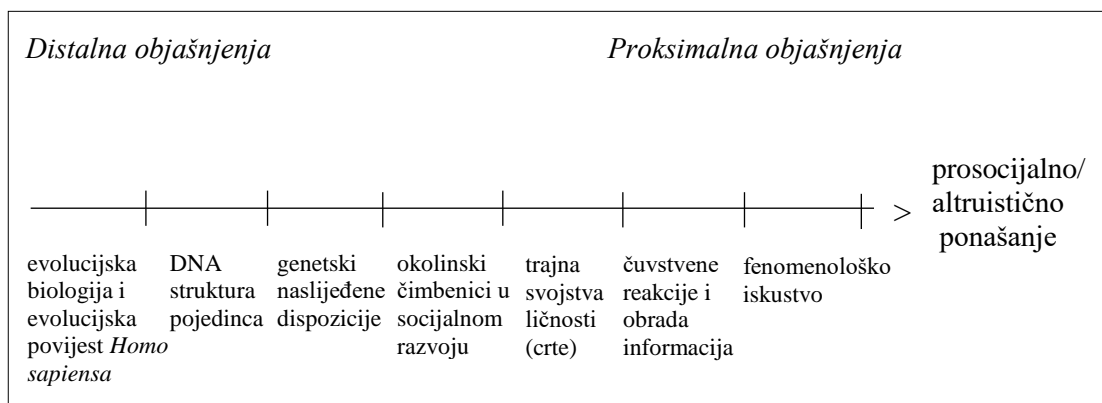 Distalna objašnjenja
Proksimalna objašnjenja
prosocijalno/
altruistično
ponašanje
>
evolucijska
biologija i
evolucijska
povijest Homo
sapiensa
DNA
struktura
pojedinca
genetski
naslijeđene
dispozicije
okolinski
čimbenici u
socijalnom
razvoju
trajna
svojstva
ličnosti
(crte)
čuvstvene
reakcije i
obrada
informacija
fenomenološko
iskustvo